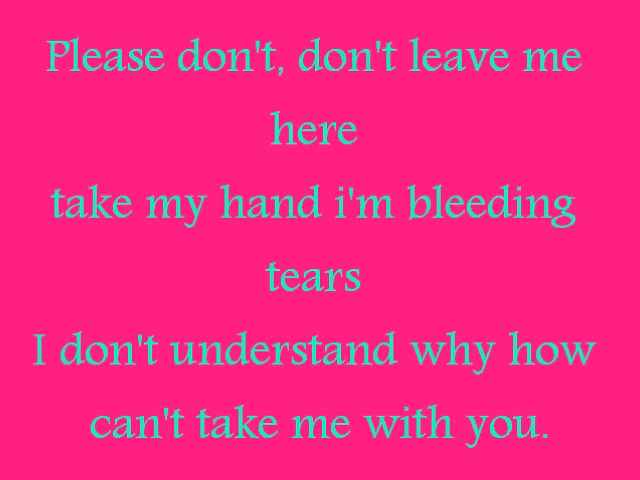 Please don't, don't leave me
here
take my hand i'm bleeding
tears
I don't understand why how
can't take me with you.